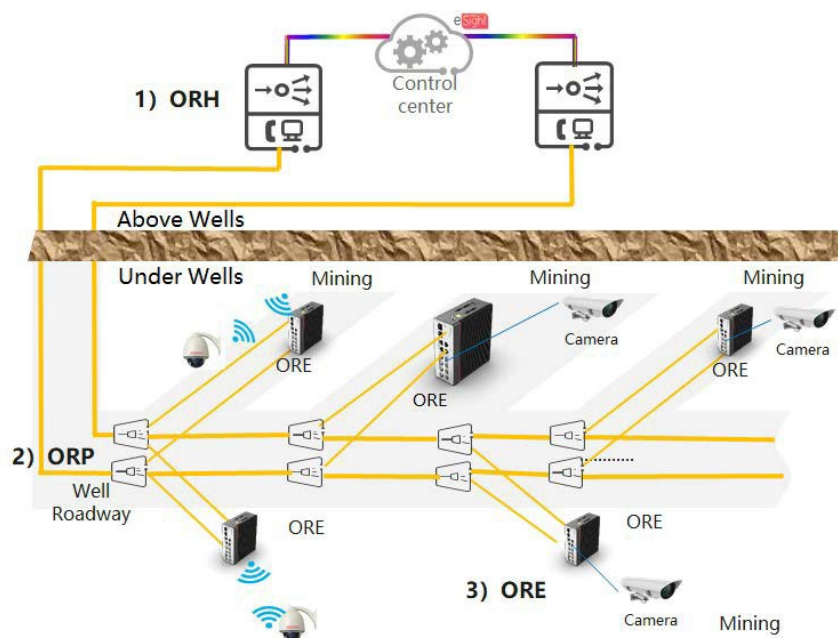 eSight
Control
center
1) ORH
Above Wells
Under Wells
Mining
Mining
Mining
Camera
Camera
ORE
ORE
ORE
2) ORP
Well
Roadway
ORE
ORE
3) ORE
Camera
Mining